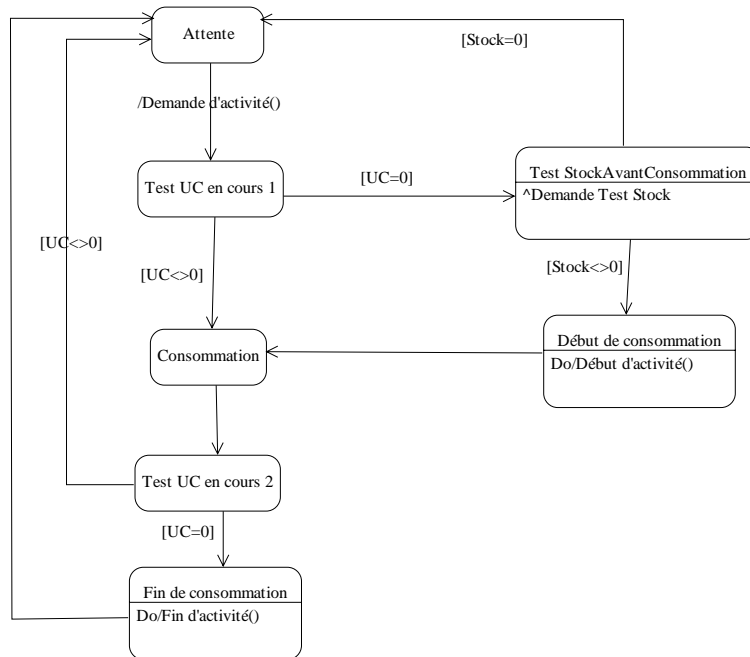 Attente
[Stock=0]
/Demande d'activité()
Test UC en cours 1
[UC=0]
Test StockAvantConsommation
^Demande Test Stock
[UC<>0]
[UC<>0]
[Stock<>0]
Consommation
Début de consommation
Do/Début d'activité()
Test UC en cours 2
[UC=0]
Fin de consommation
Do/Fin d'activité()